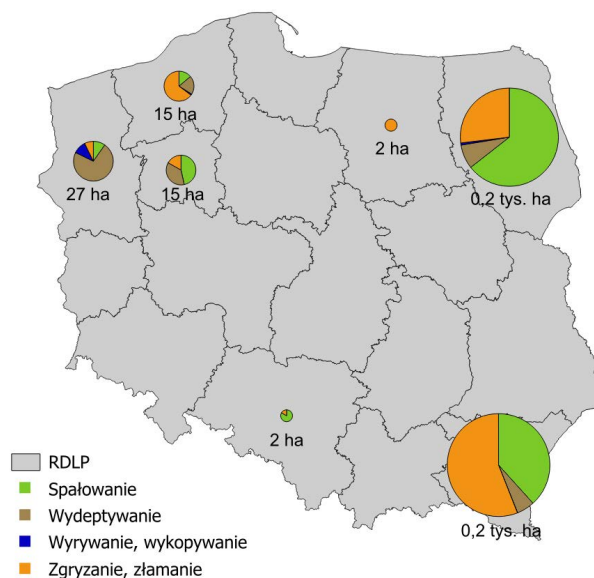 15 ha
2 ha
27 ha
15 ha
0,2 tys. ha
2 ha
0,2 tys. ha
RDLP
Spałowanie
Wydeptywanie
Wyrywanie, wykopywanie
Zgryzanie, złamanie